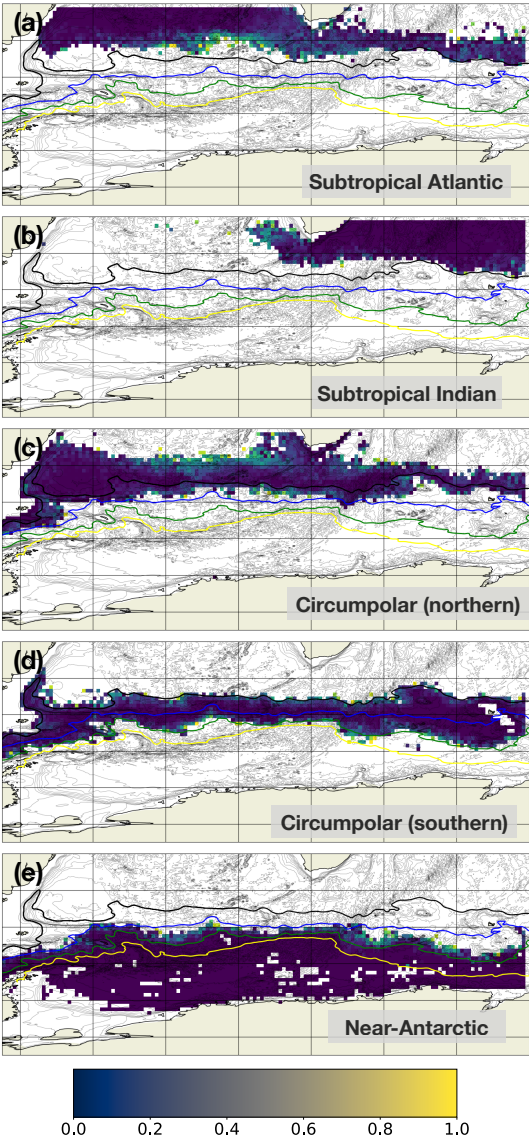 (a)
Subtropical Atlantic
(b)
Subtropical Indian
(c)
Circumpolar (northern)
(d)
Circumpolar (southern)
(e)
Near-Antarctic
0.0 0.2 0.4 0.6 0.8 1.0